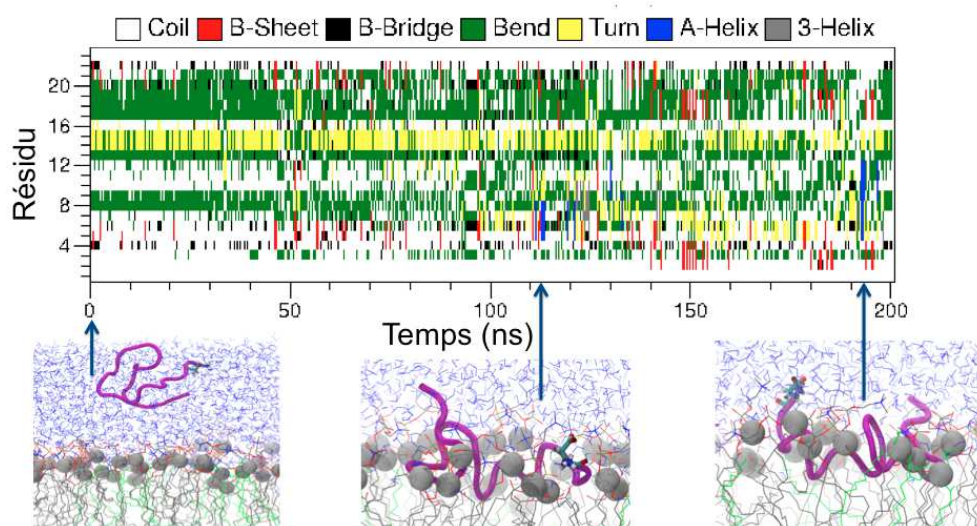 Coil B-Sheet B-Bridge Bend Turn A-Helix 3-Helix
Résidu
20
16
12
8
4
0 50 100 150 200
Temps (ns)